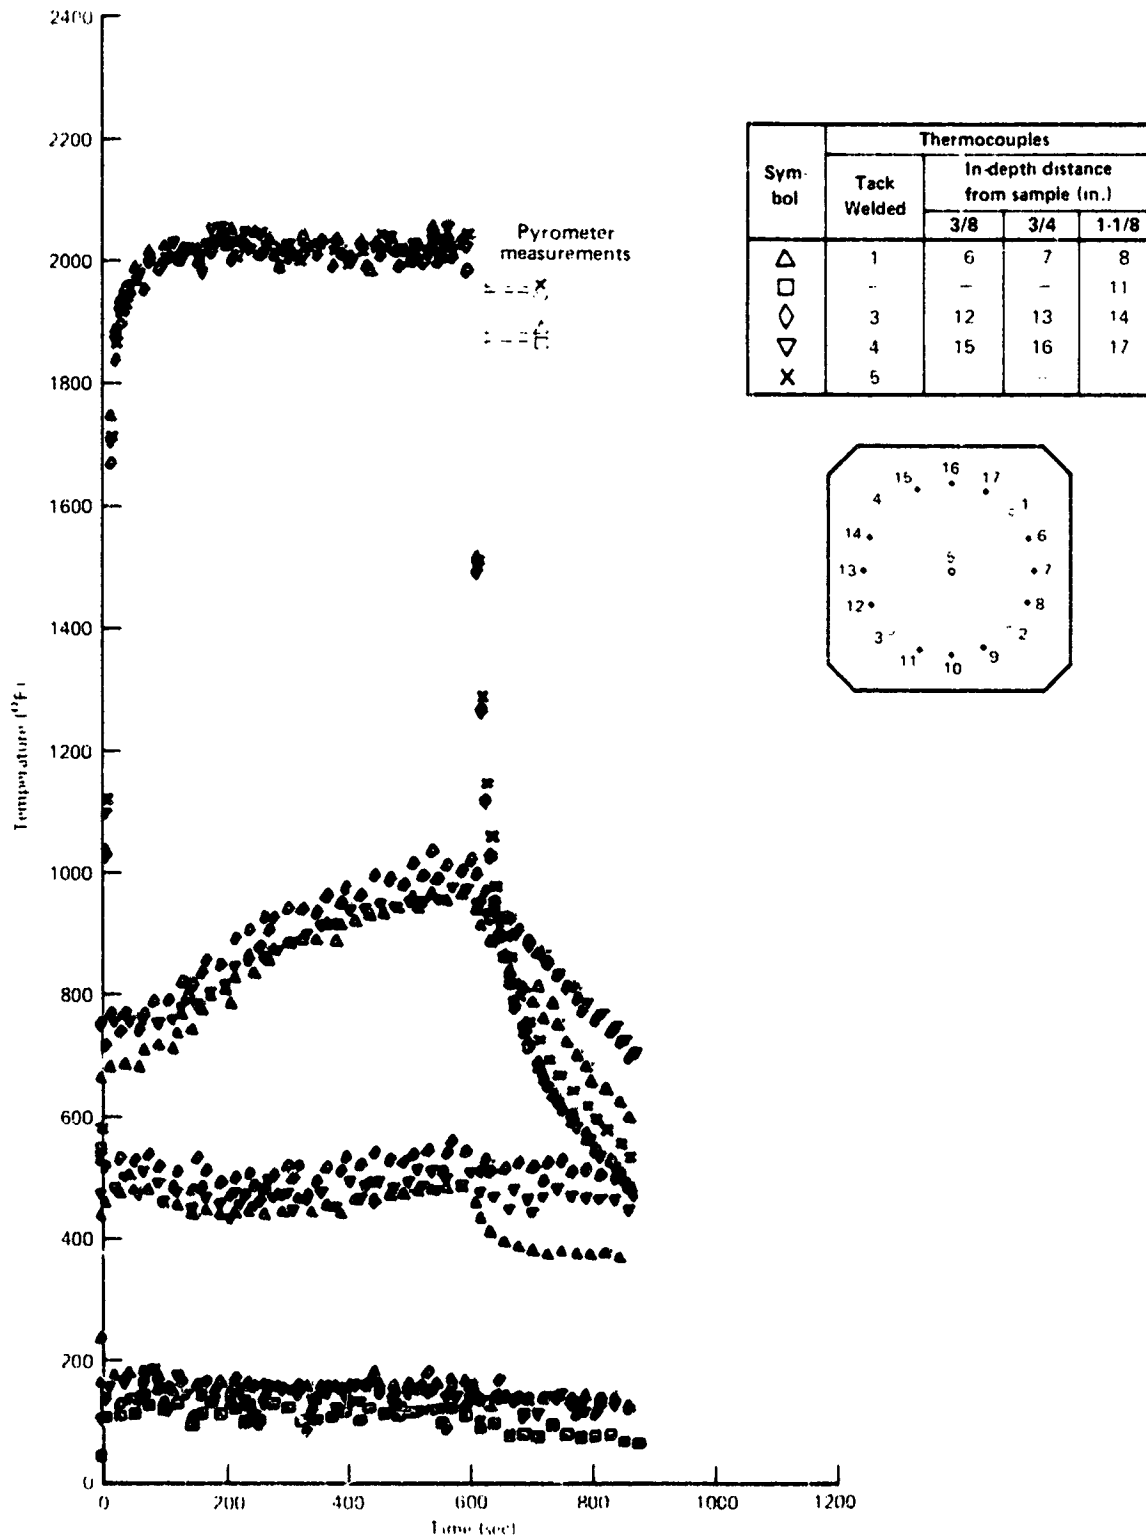 2400
2200
2000
1800
1600
1400
1200
1000
800
600
400
200
0
Temperature (°F)
0 200 400 600 800 1000 1200
Time (sec)
Pyrometer
measurements
Thermocouples
Sym-
bol
Tack
Welded
In-depth distance
from sample (in.)
3/8 3/4 1-1/8
△ 1 6 7 8
□ - - - 11
◊ 3 12 13 14
▽ 4 15 16 17
× 5 --
15 16 17
4 1
14 6
5
13 7
12 8
3 2
11 10 9